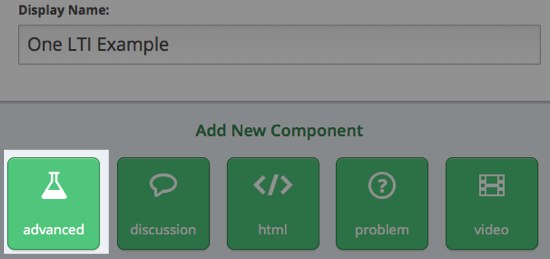 Display Name:
One LTI Example
Add New Component
advanced discussion html problem video